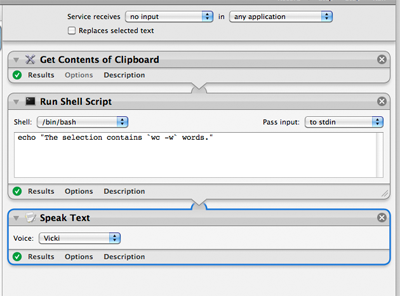 Service receives no input in any application
Replaces selected text
Get Contents of Clipboard
Results Options Description
Run Shell Script
Shell: /bin/bash Pass input: to stdin
echo "The selection contains `wc -w` words."
Results Options Description
Speak Text
Voice: Vicki
Results Options Description